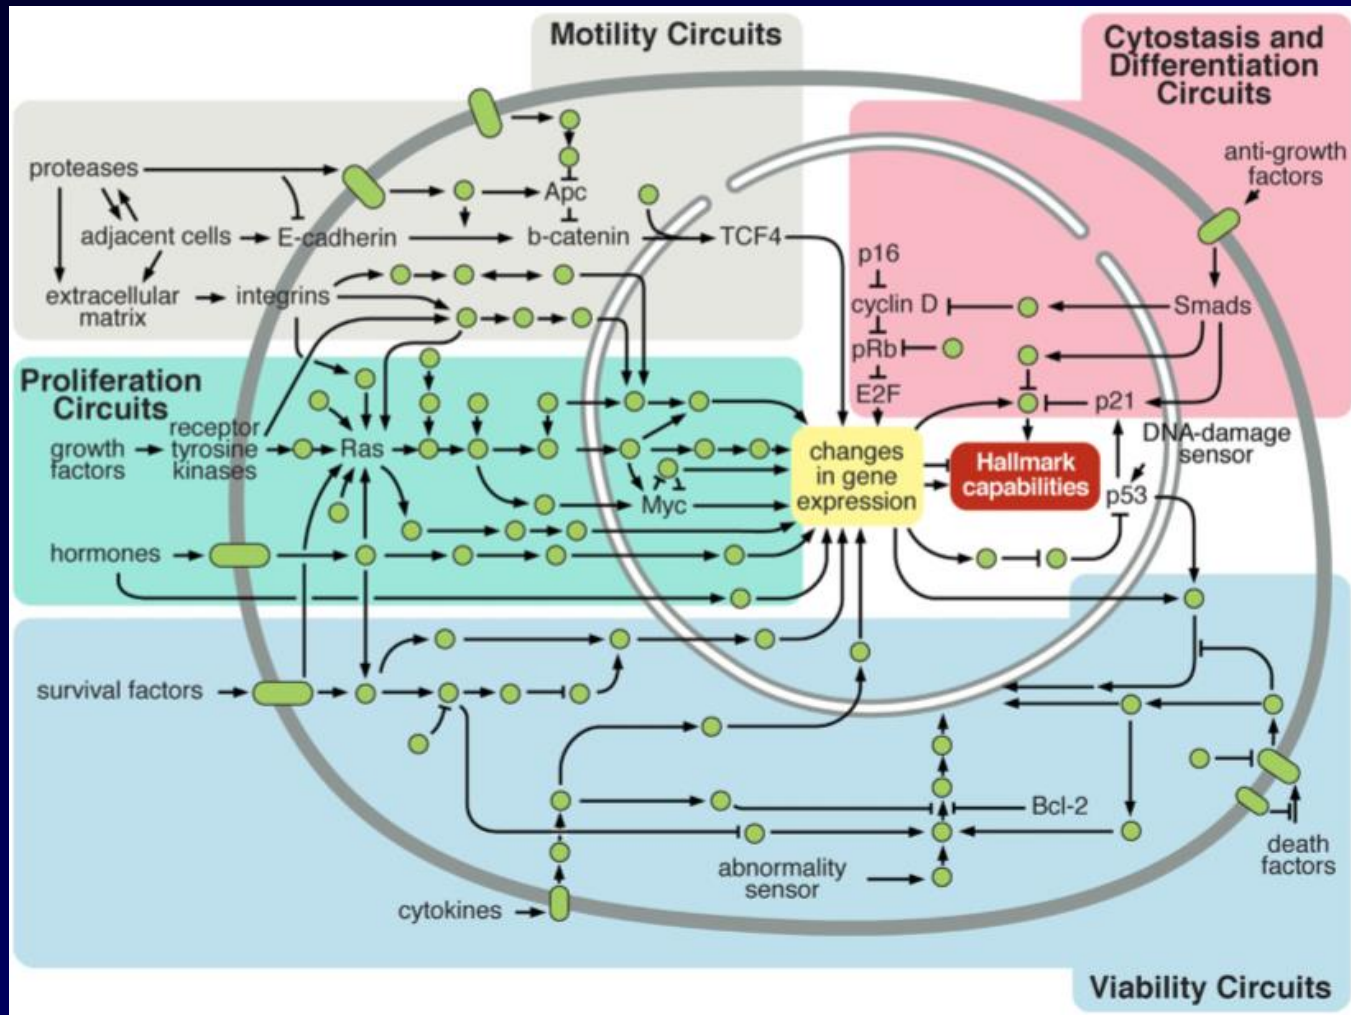 Motility Circuits
Cytostasis and
Differentiation
Circuits
anti-growth
factors
proteases
Apc
adjacent cells
E-cadherin
b-catenin
TCF4
p16
extracellular
matrix
integrins
cyclin D
Smads
pRb
E2F
p21
Proliferation
Circuits
growth
factors
receptor
tyrosine
kinases
Ras
Myc
changes
in gene
expression
Hallmark
capabilities
DNA-damage
sensor
p53
hormones
survival factors
Bcl-2
abnormality
sensor
death
factors
cytokines
Viability Circuits